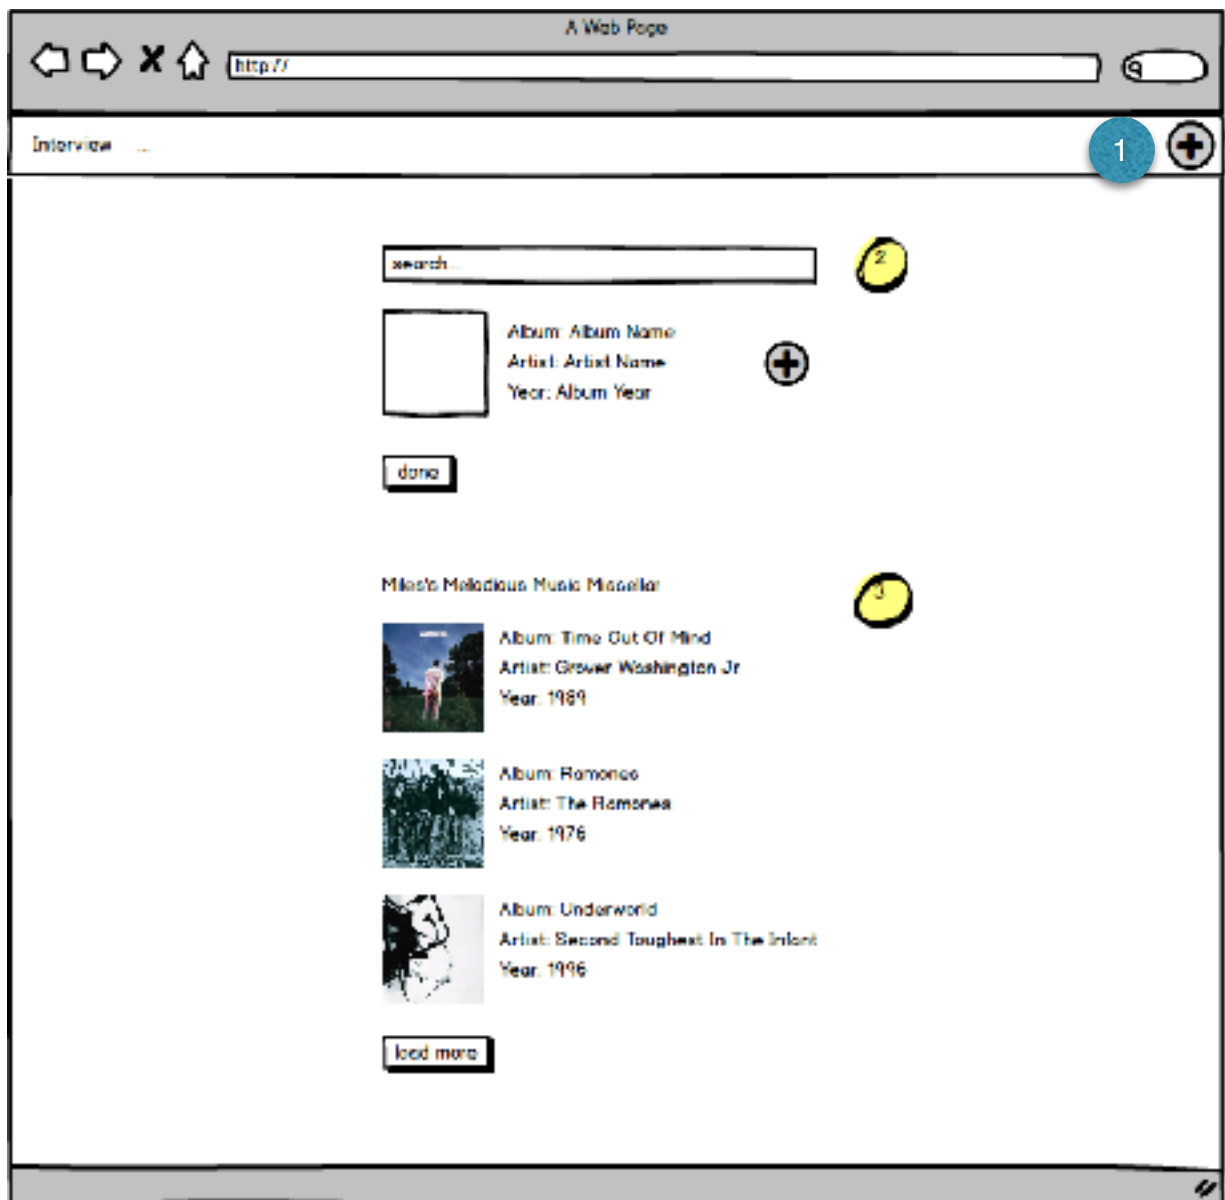 A Web Page
http://
Interview ...
1
search...
2
Album: Album Name
Artist: Artist Name
Year: Album Year
done
Miles's Melodious Music Missellar
3
Album: Time Out Of Mind
Artist: Grover Washington Jr
Year: 1989
Album: Ramones
Artist: The Ramones
Year: 1976
Album: Underworld
Artist: Second Toughest In The Infant
Year: 1996
load more